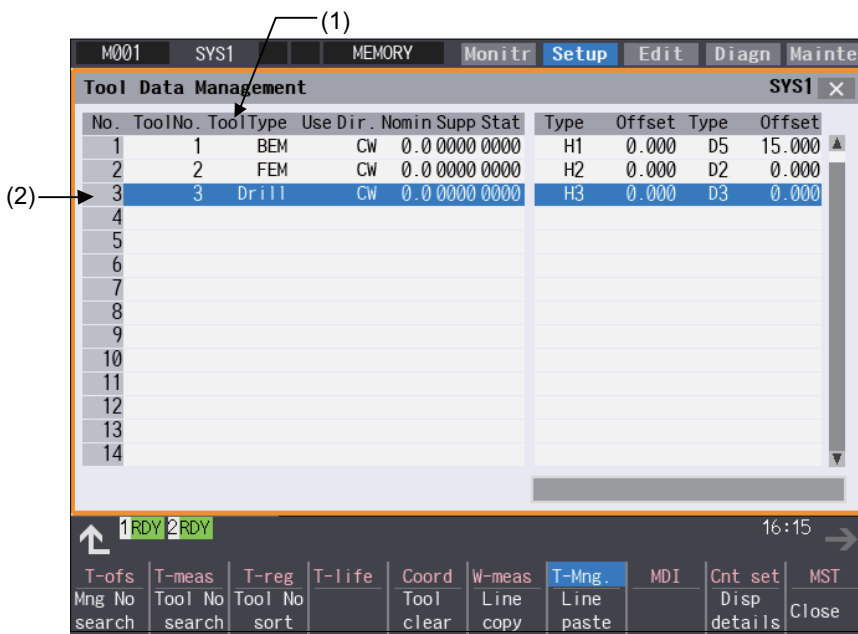 (1)
M001 SYS1 MEMORY Monitr Setup Edit Diagn Mainte
Tool Data Management SYS1
No. ToolNo. ToolType Use Dir. Nomin Supp Stat Type Offset Type Offset
1 1 BEM CW 0.0 0000 0000 H1 0.000 D5 15.000
2 2 FEM CW 0.0 0000 0000 H2 0.000 D2 0.000
(2) 3 3 Drill CW 0.0 0000 0000 H3 0.000 D3 0.000
4
5
6
7
8
9
10
11
12
13
14
1 RDY 2 RDY 16:15
T-ofs T-meas T-reg T-life Coord W-meas T-Mng. MDI Cnt set MST
Mng No Tool No Tool No Tool Line Line Disp Close
search search sort clear copy paste details